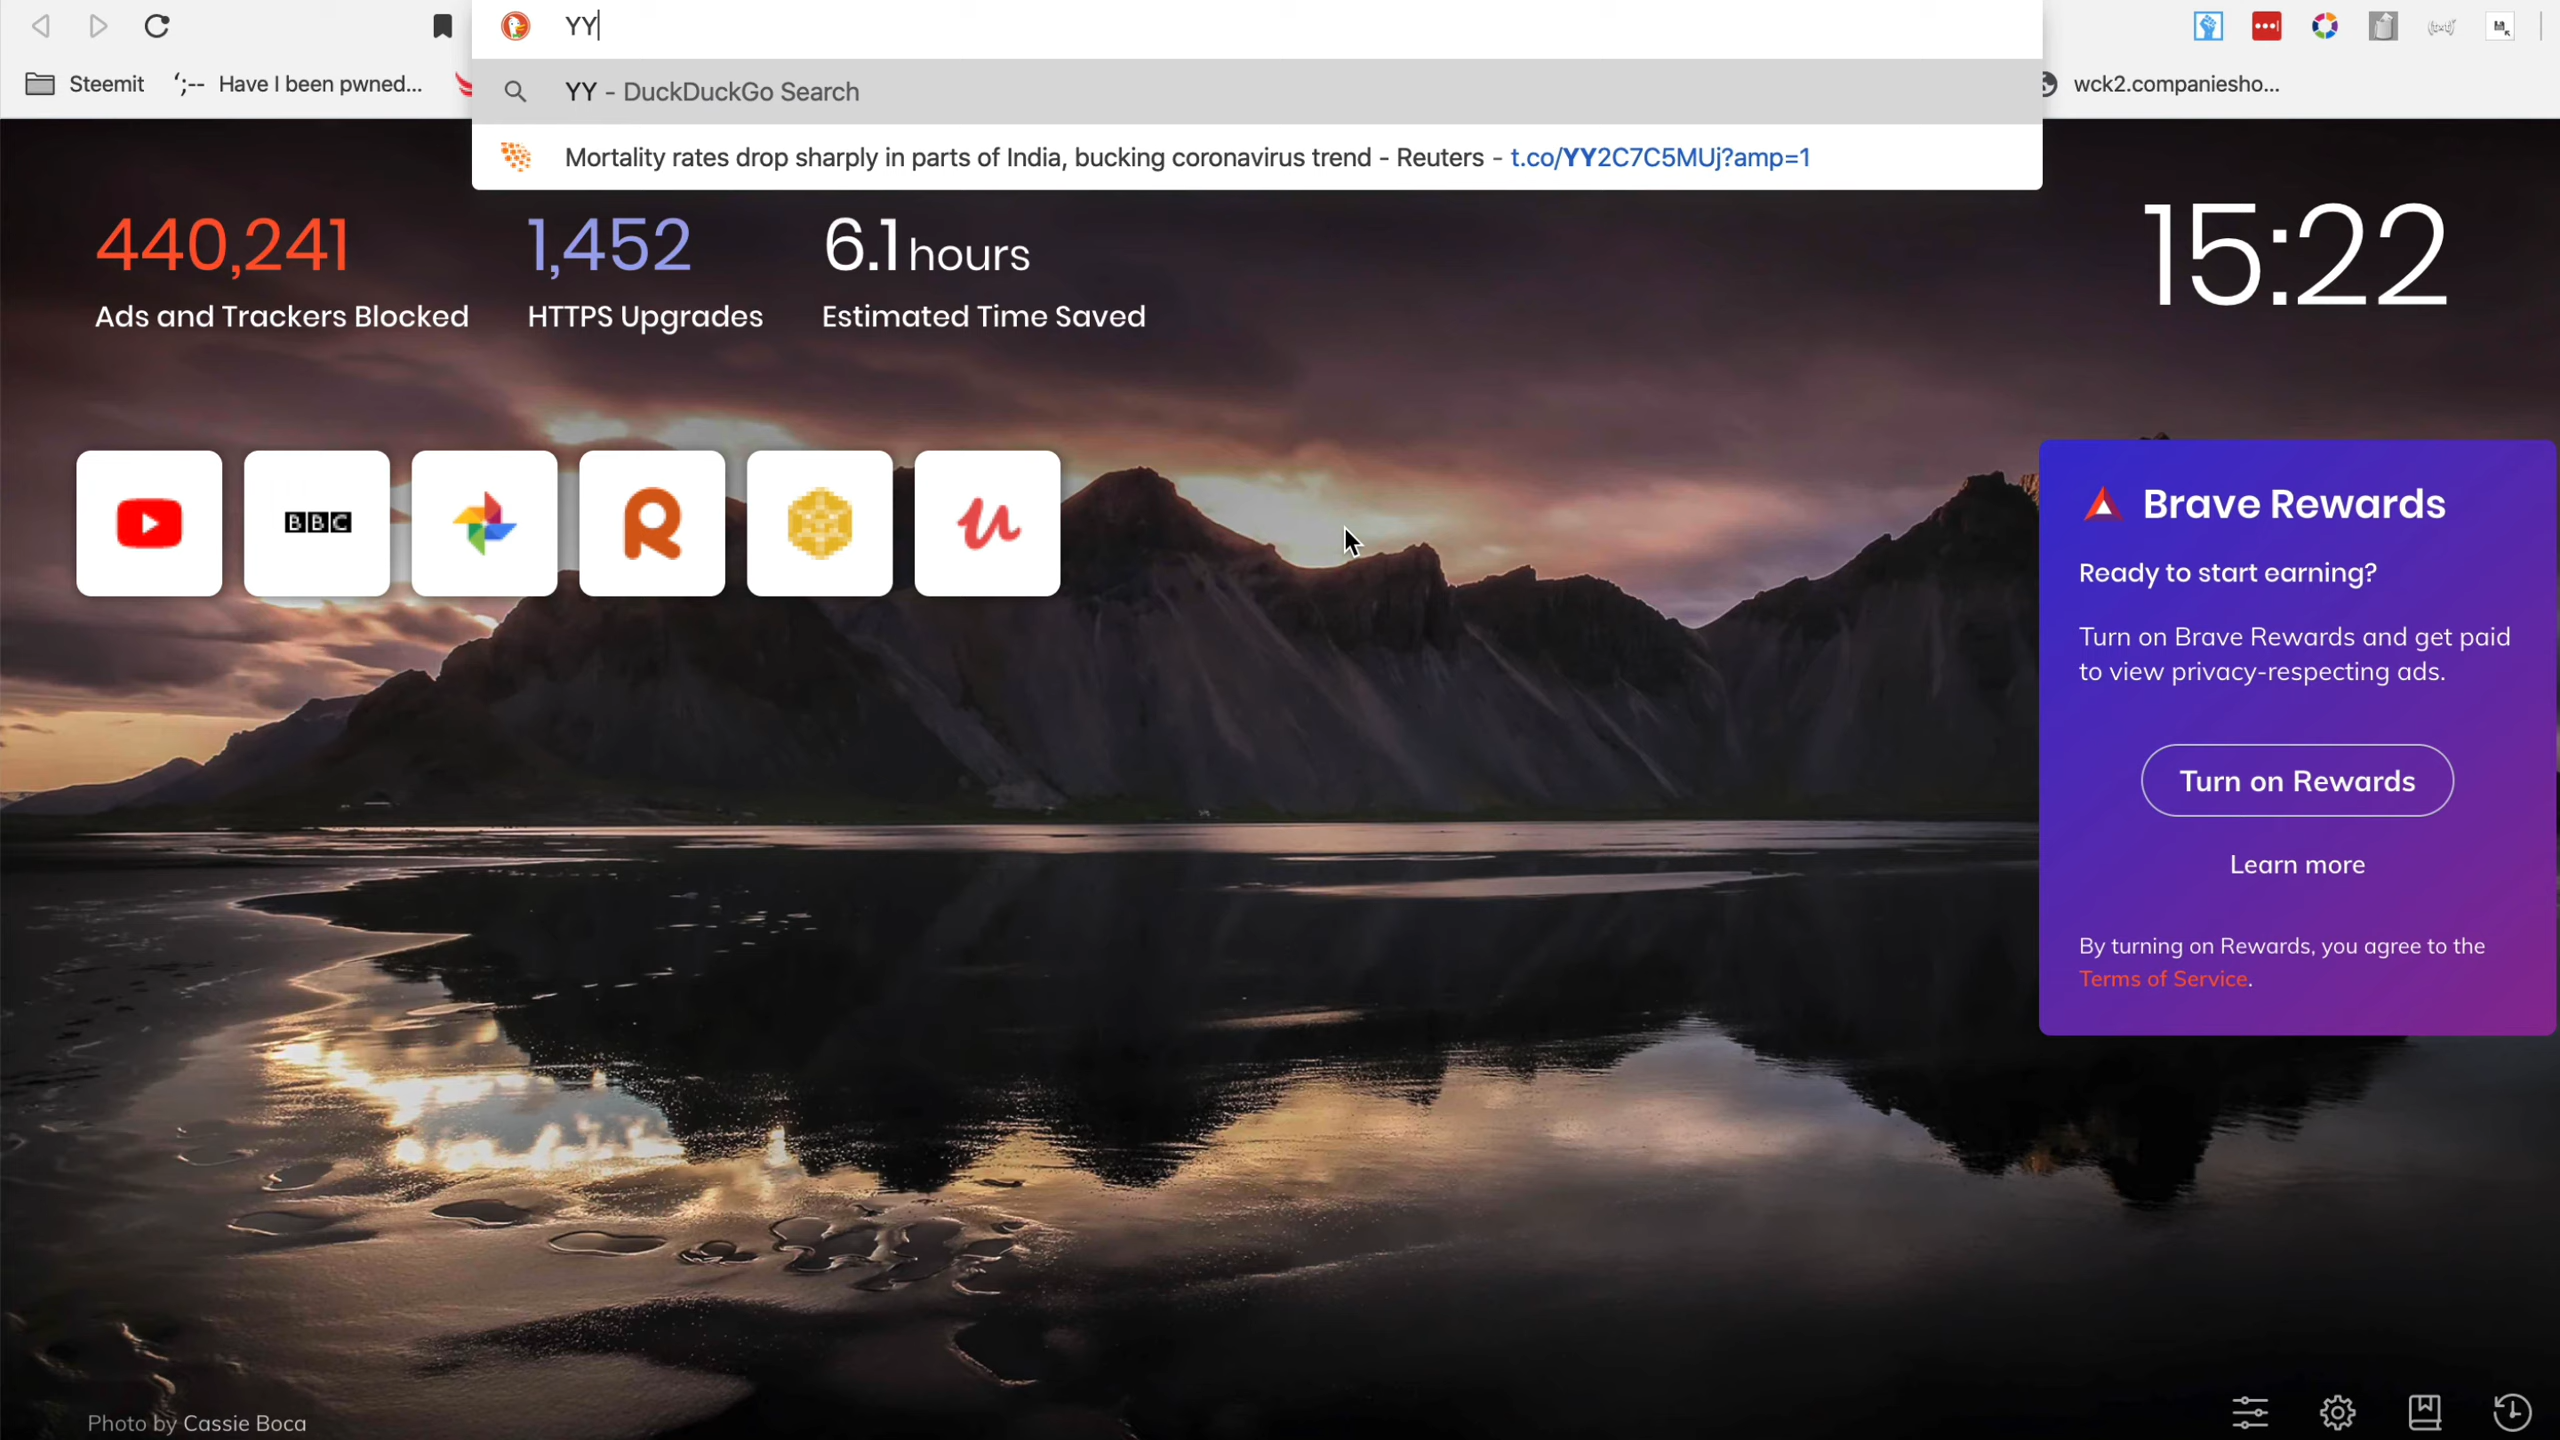 YY
Steemit
Have I been pwned...
YY - DuckDuckGo Search
wck2.companiesho...
Mortality rates drop sharply in parts of India, bucking coronavirus trend - Reuters - t.co/YY2C7C5MUj?amp=1
440,241
Ads and Trackers Blocked
1,452
HTTPS Upgrades
6.1 hours
Estimated Time Saved
15:22
BBC
Brave Rewards
Ready to start earning?
Turn on Brave Rewards and get paid
to view privacy-respecting ads.
Turn on Rewards
Learn more
By turning on Rewards, you agree to the
Terms of Service.
Photo by Cassie Boca